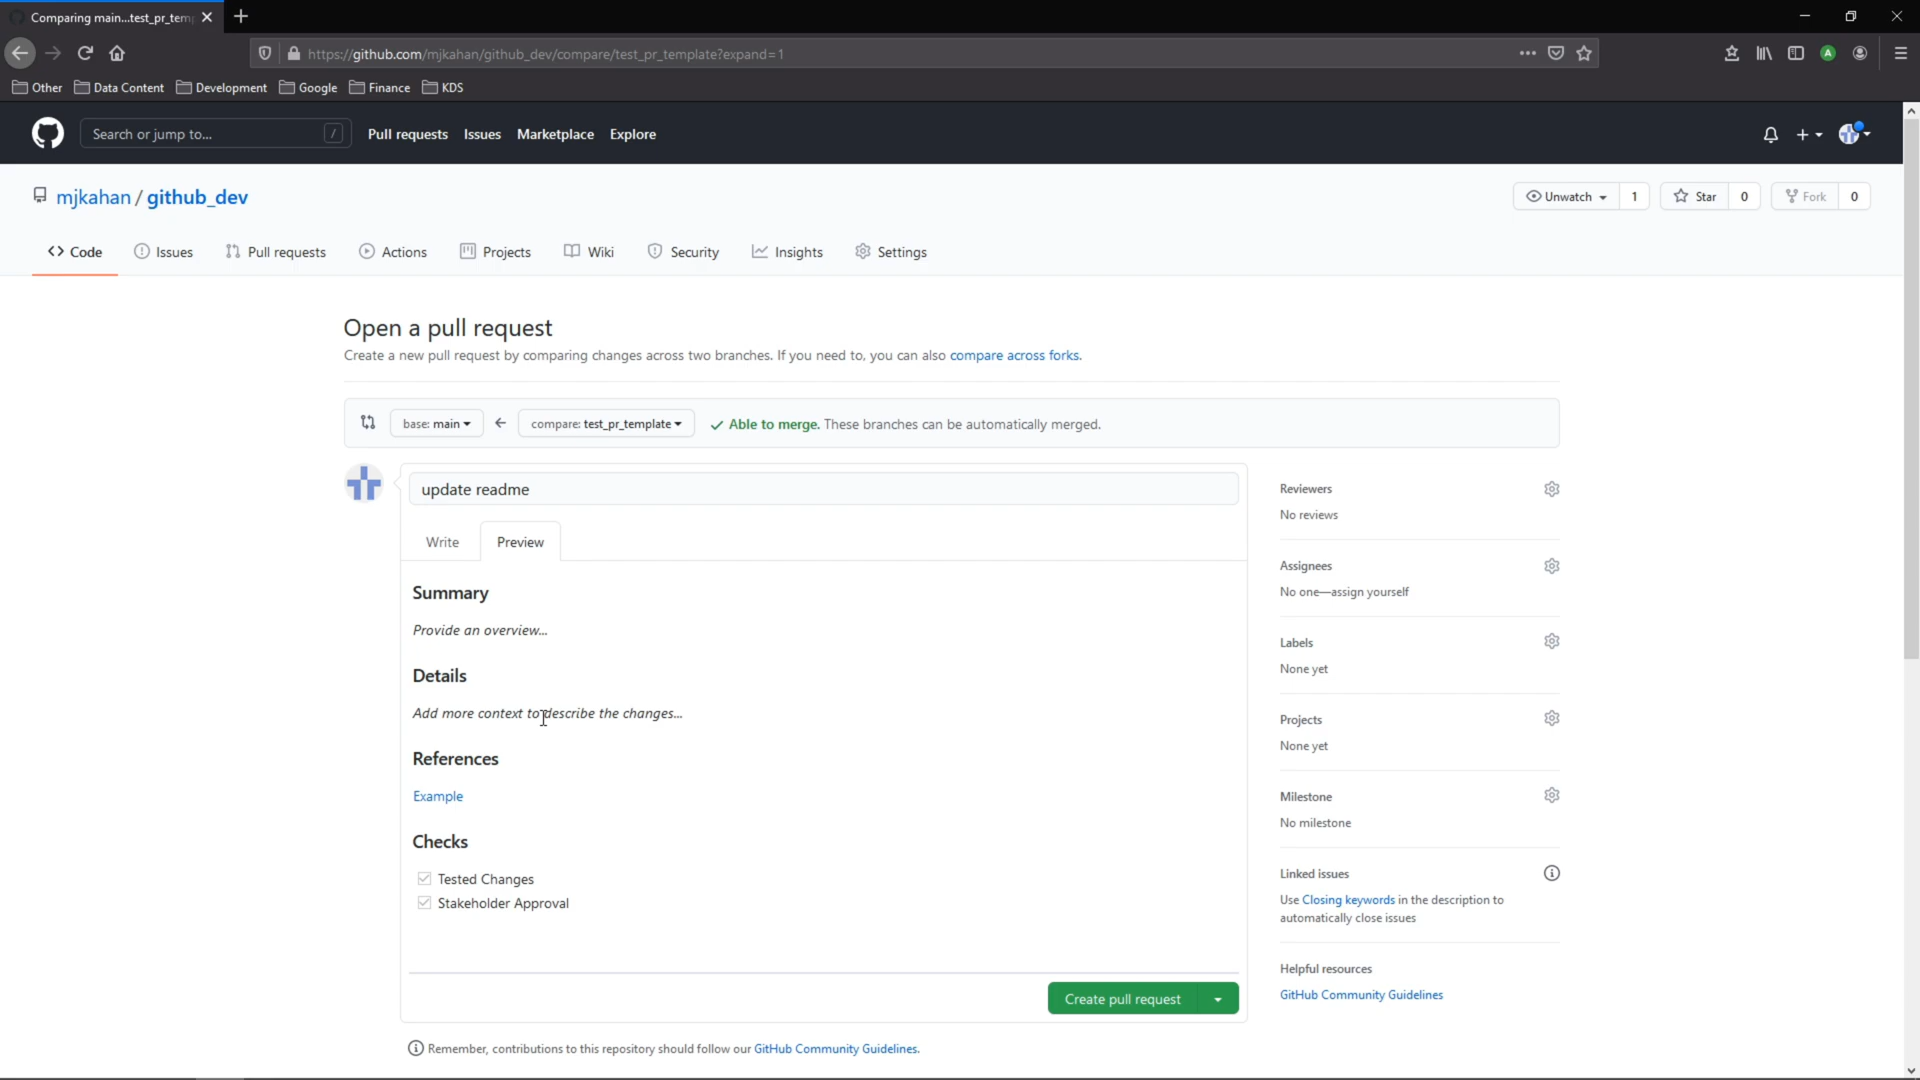 Comparing main...test_pr_tem
https://github.com/mjkahan/github_dev/compare/test_pr_template?expand=1
Other Data Content Development Google Finance KDS
Search or jump to... / Pull requests Issues Marketplace Explore
mjkahan / github_dev
Unwatch 1 Star 0 Fork 0
Code Issues Pull requests Actions Projects Wiki Security Insights Settings
Open a pull request
Create a new pull request by comparing changes across two branches. If you need to, you can also compare across forks.
base: main compare: test_pr_template Able to merge. These branches can be automatically merged.
update readme
Write Preview
Summary
Provide an overview...
Details
Add more context to describe the changes...
References
Example
Checks
Tested Changes
Stakeholder Approval
Create pull request
Remember, contributions to this repository should follow our GitHub Community Guidelines.
Reviewers
No reviews
Assignees
No one—assign yourself
Labels
None yet
Projects
None yet
Milestone
No milestone
Linked issues
Use Closing keywords in the description to
automatically close issues
Helpful resources
GitHub Community Guidelines